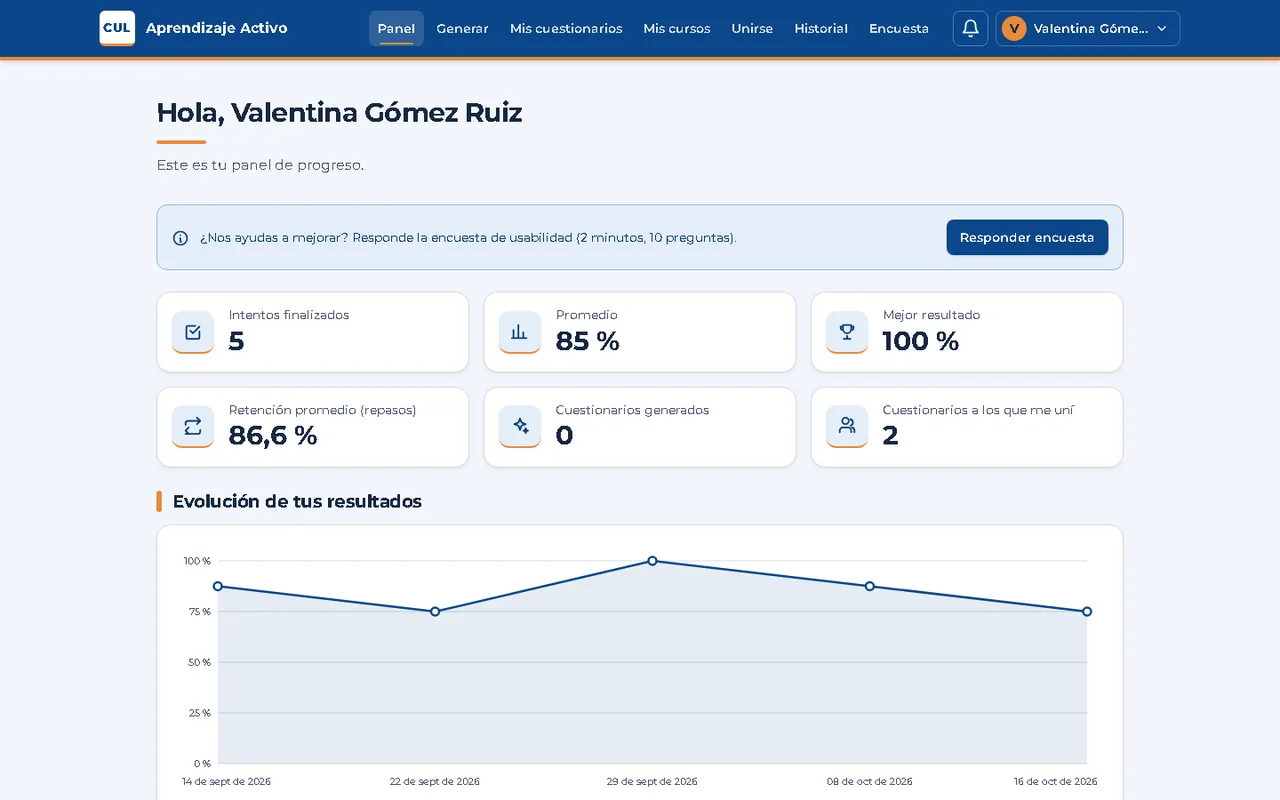 CUL Aprendizaje Activo Panel Generar Mis cuestionarios Mis cursos Unirse Historial Encuesta V Valentina Góme...
Hola, Valentina Gómez Ruiz
Este es tu panel de progreso.
¿Nos ayudas a mejorar? Responde la encuesta de usabilidad (2 minutos, 10 preguntas). Responder encuesta
Intentos finalizados
5
Promedio
85 %
Mejor resultado
100 %
Retención promedio (repasos)
86,6 %
Cuestionarios generados
0
Cuestionarios a los que me uní
2
Evolución de tus resultados
100 %
75 %
50 %
25 %
0 %
14 de sept de 2026 22 de sept de 2026 29 de sept de 2026 08 de oct de 2026 16 de oct de 2026